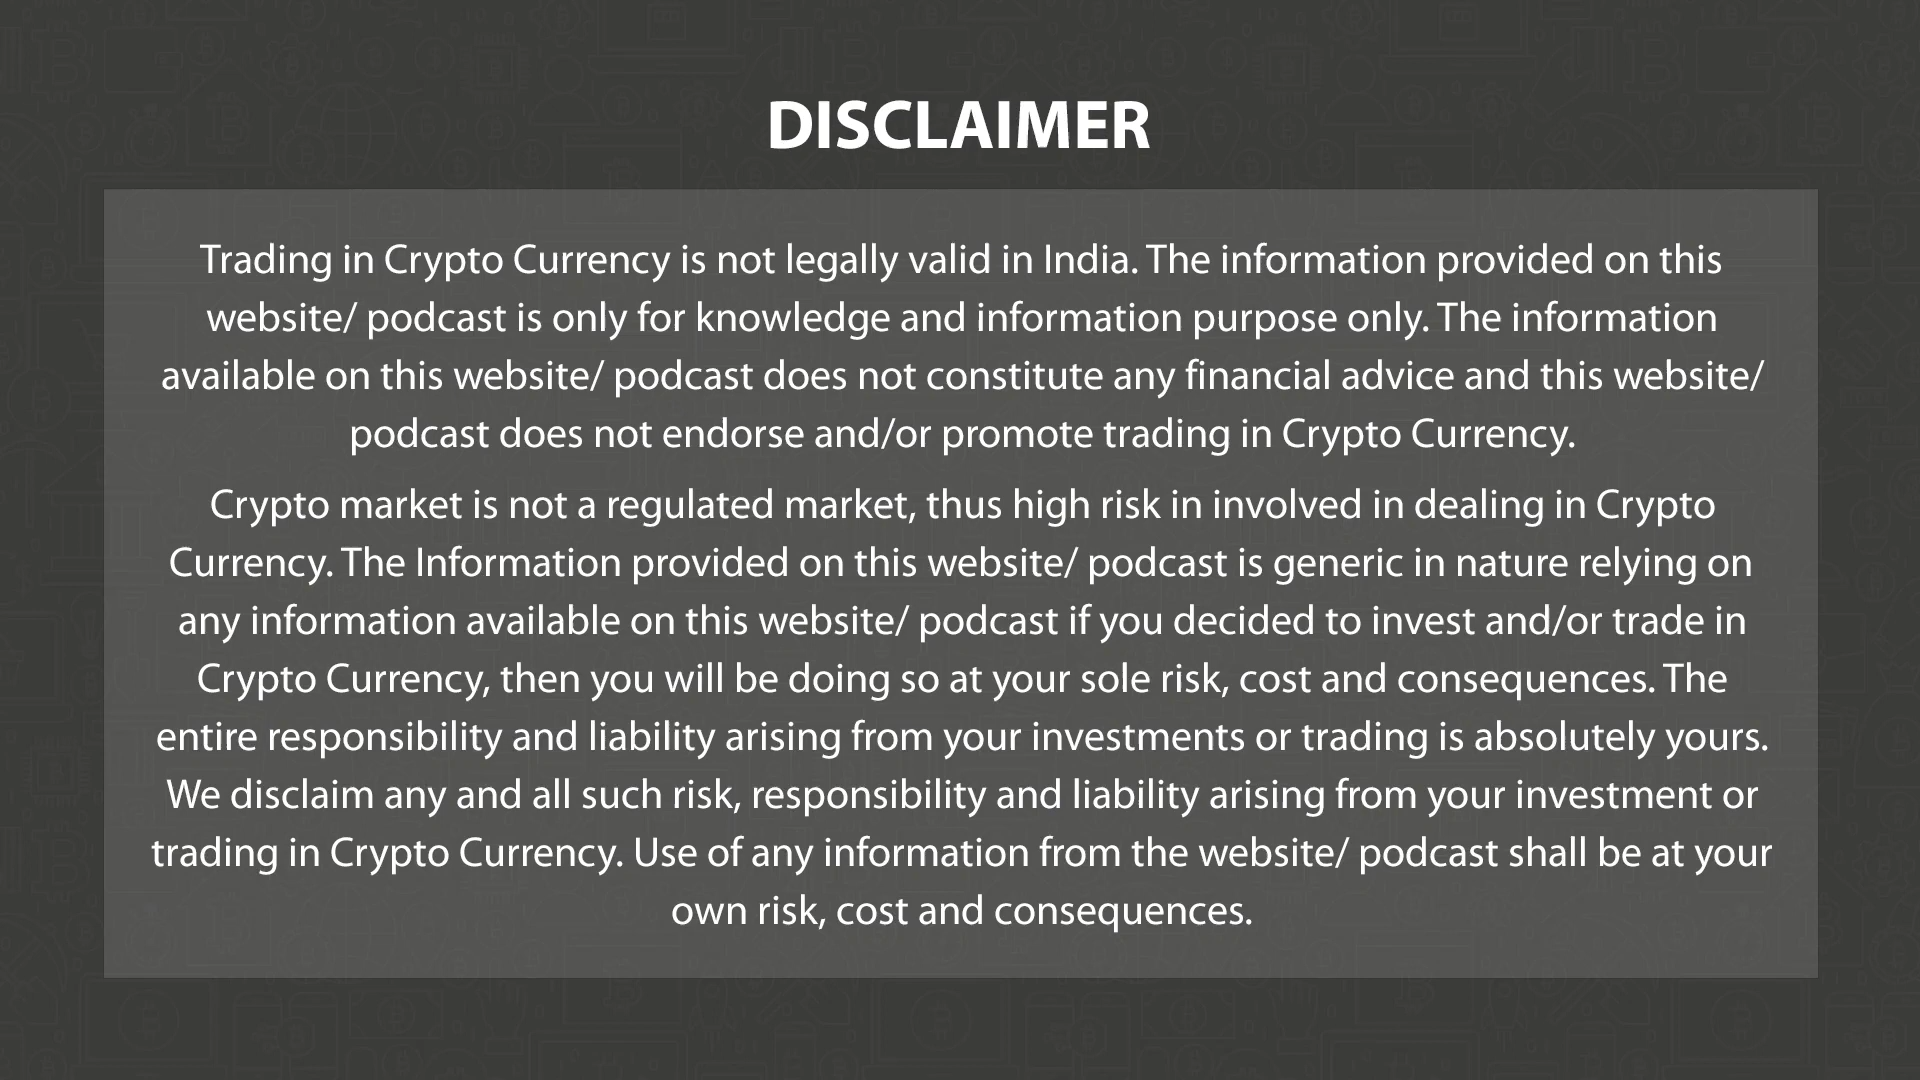 DISCLAIMER
Trading in Crypto Currency is not legally valid in India. The information provided on this
website/ podcast is only for knowledge and information purpose only. The information
available on this website/ podcast does not constitute any financial advice and this website/
podcast does not endorse and/or promote trading in Crypto Currency.
Crypto market is not a regulated market, thus high risk in involved in dealing in Crypto
Currency. The Information provided on this website/ podcast is generic in nature relying on
any information available on this website/ podcast if you decided to invest and/or trade in
Crypto Currency, then you will be doing so at your sole risk, cost and consequences. The
entire responsibility and liability arising from your investments or trading is absolutely yours.
We disclaim any and all such risk, responsibility and liability arising from your investment or
trading in Crypto Currency. Use of any information from the website/ podcast shall be at your
own risk, cost and consequences.